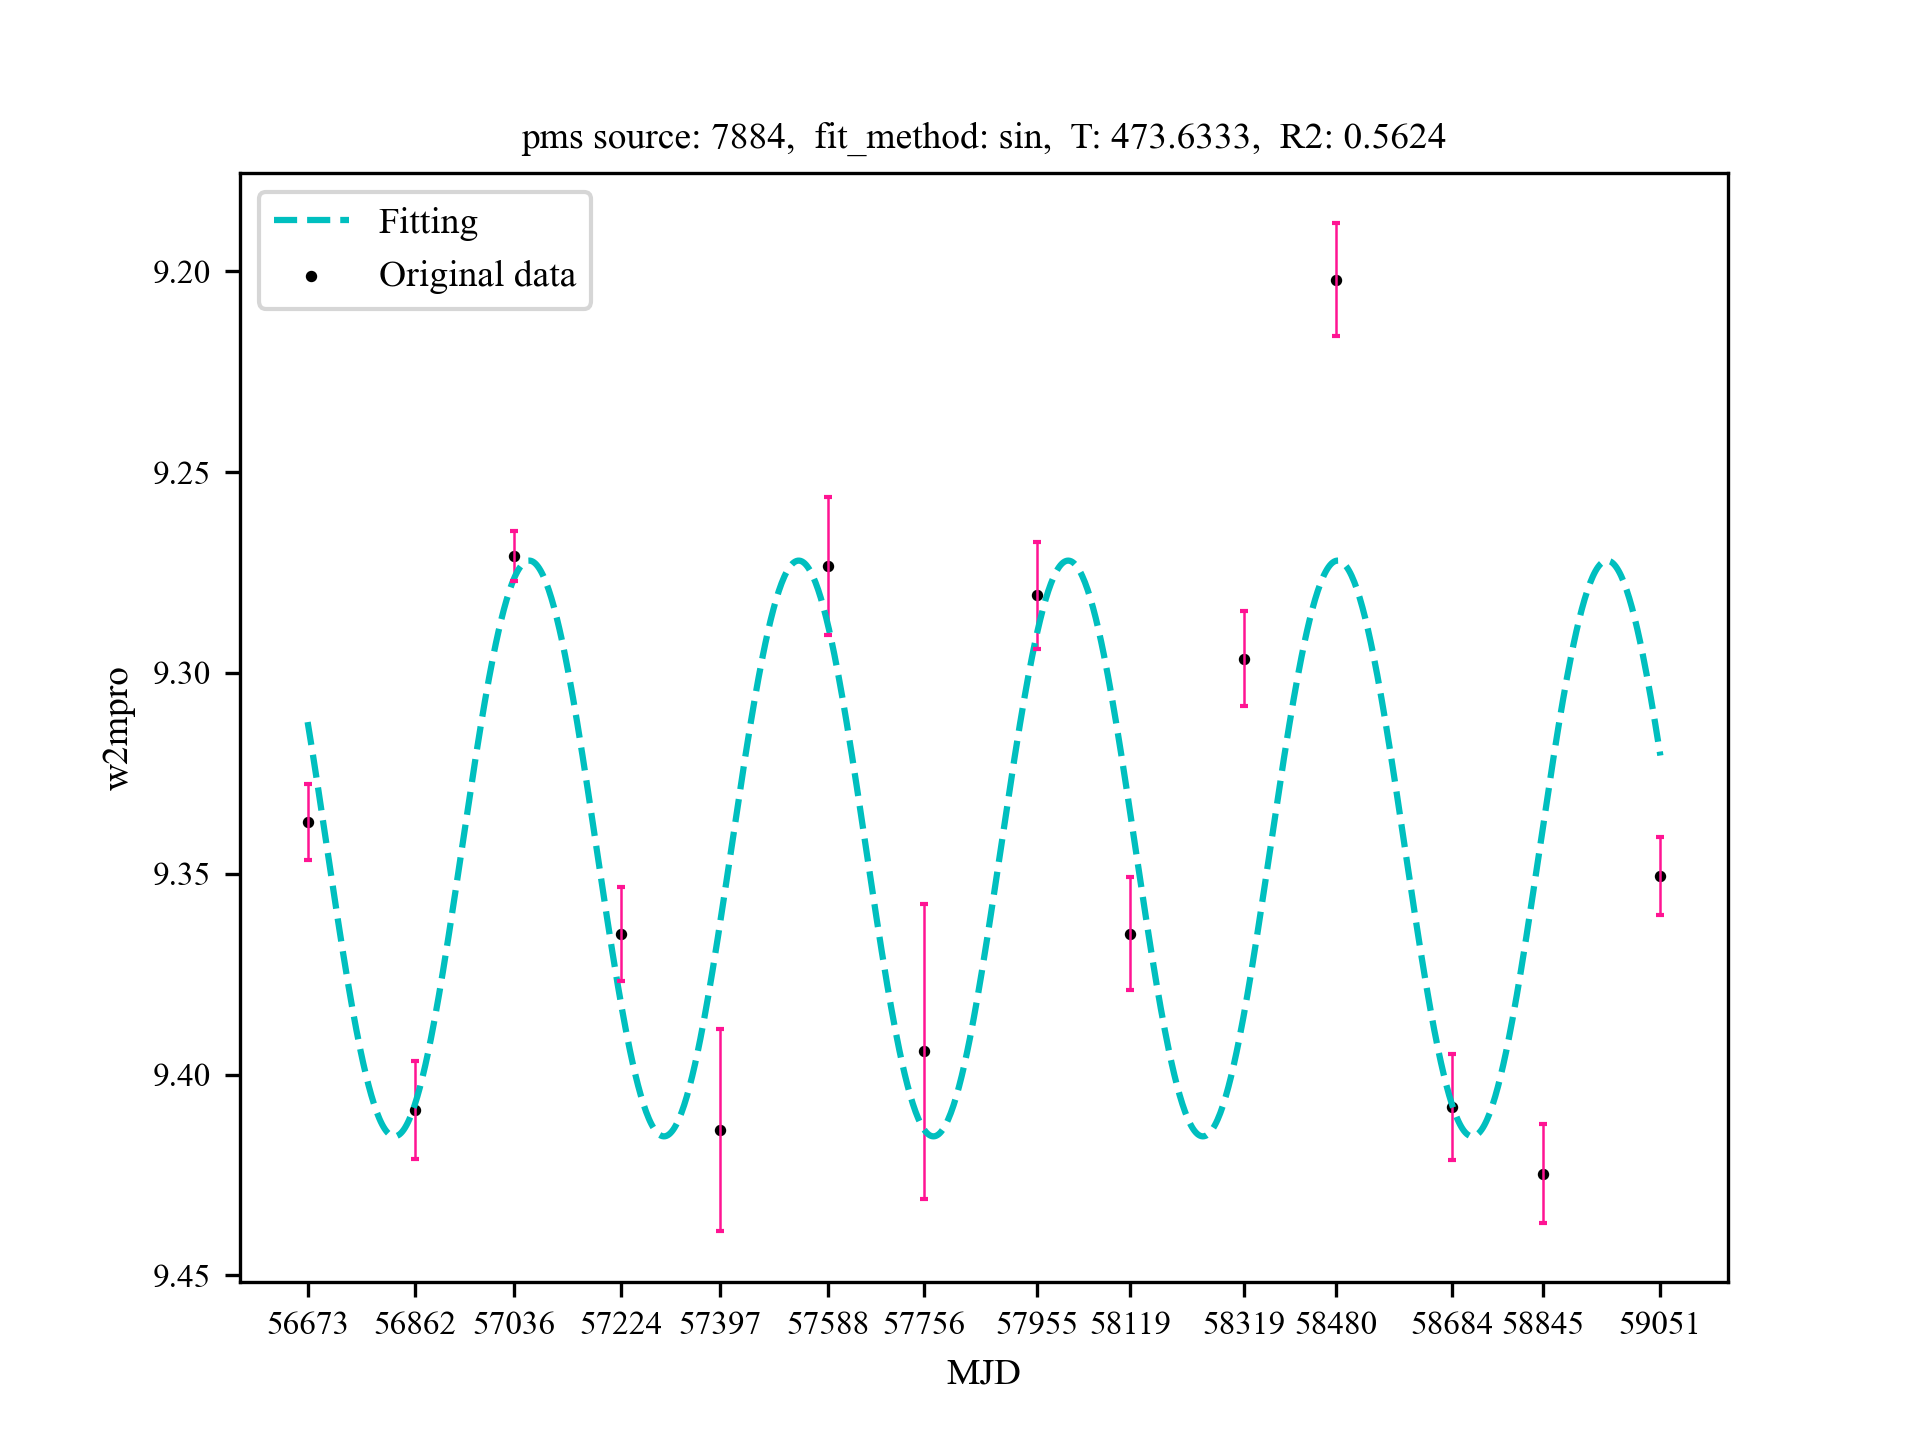 pms source: 7884,  fit_method: sin,  T: 473.6333,  R2: 0.5624
Fitting
Original data
9.20
9.25
9.30
9.35
9.40
9.45
w2mpro
56673 56862 57036 57224 57397 57588 57756 57955 58119 58319 58480 58684 58845 59051
MJD